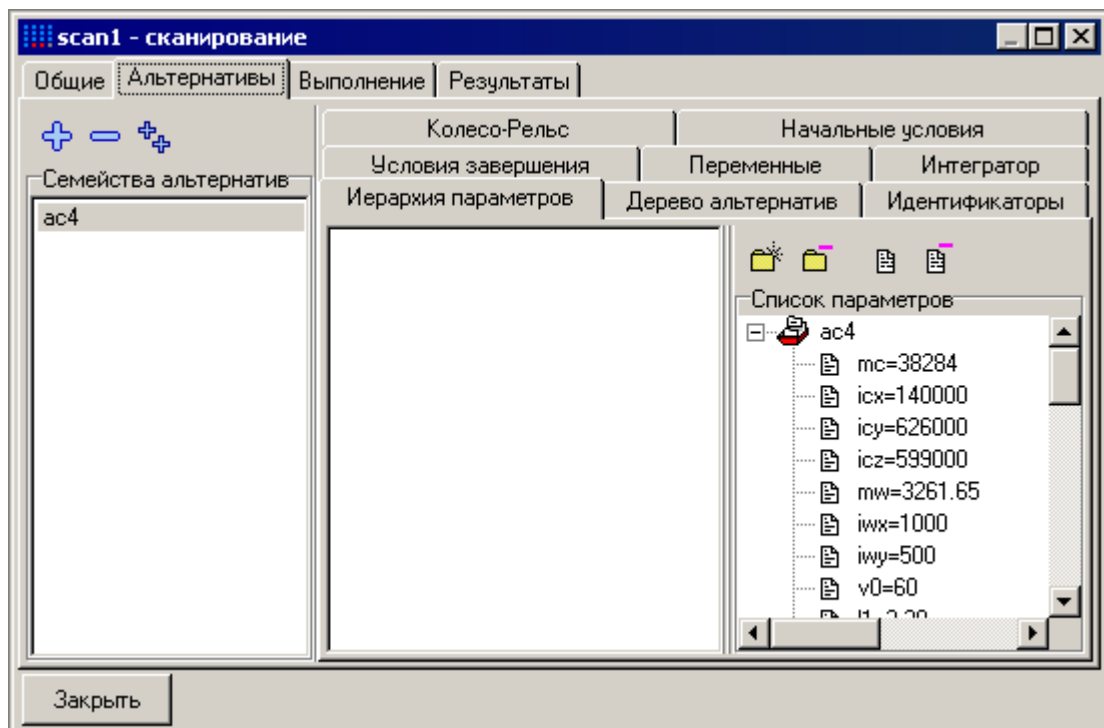 scan1 - сканирование
Общие Альтернативы Выполнение Результаты
Колесо-Рельс Начальные условия
Условия завершения Переменные Интегратор
Иерархия параметров Дерево альтернатив Идентификаторы
Семейства альтернатив
ac4
Список параметров
ac4
mc=38284
icx=140000
icy=626000
icz=599000
mw=3261.65
iwx=1000
iwy=500
v0=60
Закрыть